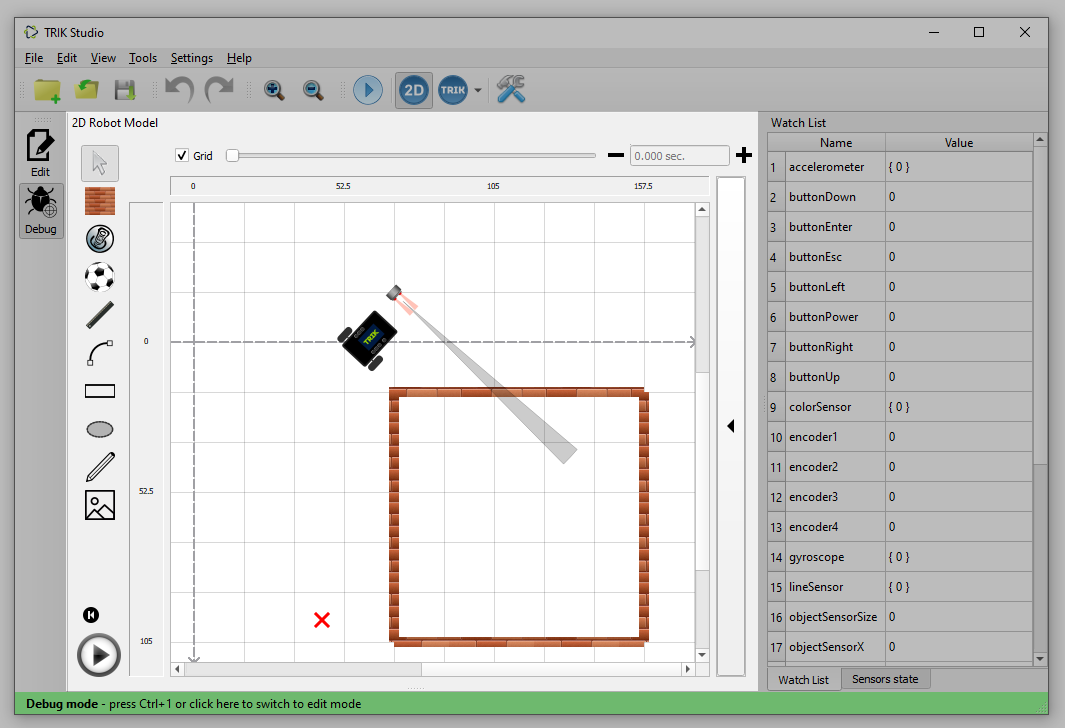 TRIK Studio
File Edit View Tools Settings Help
2D TRIK
2D Robot Model
Watch List
Edit
Debug
Grid
0.000 sec.
0 52.5 105 157.5
0
52.5
105
TRIK
Name Value
1 accelerometer { 0 }
2 buttonDown 0
3 buttonEnter 0
4 buttonEsc 0
5 buttonLeft 0
6 buttonPower 0
7 buttonRight 0
8 buttonUp 0
9 colorSensor { 0 }
10 encoder1 0
11 encoder2 0
12 encoder3 0
13 encoder4 0
14 gyroscope { 0 }
15 lineSensor { 0 }
16 objectSensorSize 0
17 objectSensorX 0
Watch List Sensors state
Debug mode - press Ctrl+1 or click here to switch to edit mode